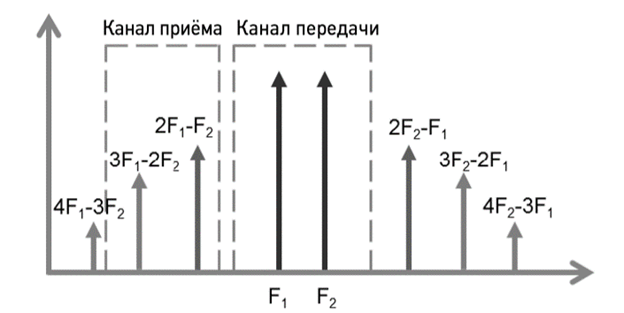 Канал приёма Канал передачи
2F₁-F₂ 2F₂-F₁
3F₁-2F₂ 3F₂-2F₁
4F₁-3F₂ 4F₂-3F₁
F₁ F₂